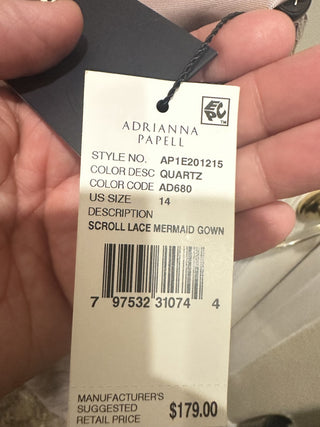 ECPC
ADRIANNA
PAPELL
STYLE NO. AP1E201215
COLOR DESC QUARTZ
COLOR CODE AD680
US SIZE 14
DESCRIPTION
SCROLL LACE MERMAID GOWN
7 97532 31074 4
MANUFACTURER'S
SUGGESTED
RETAIL PRICE $179.00